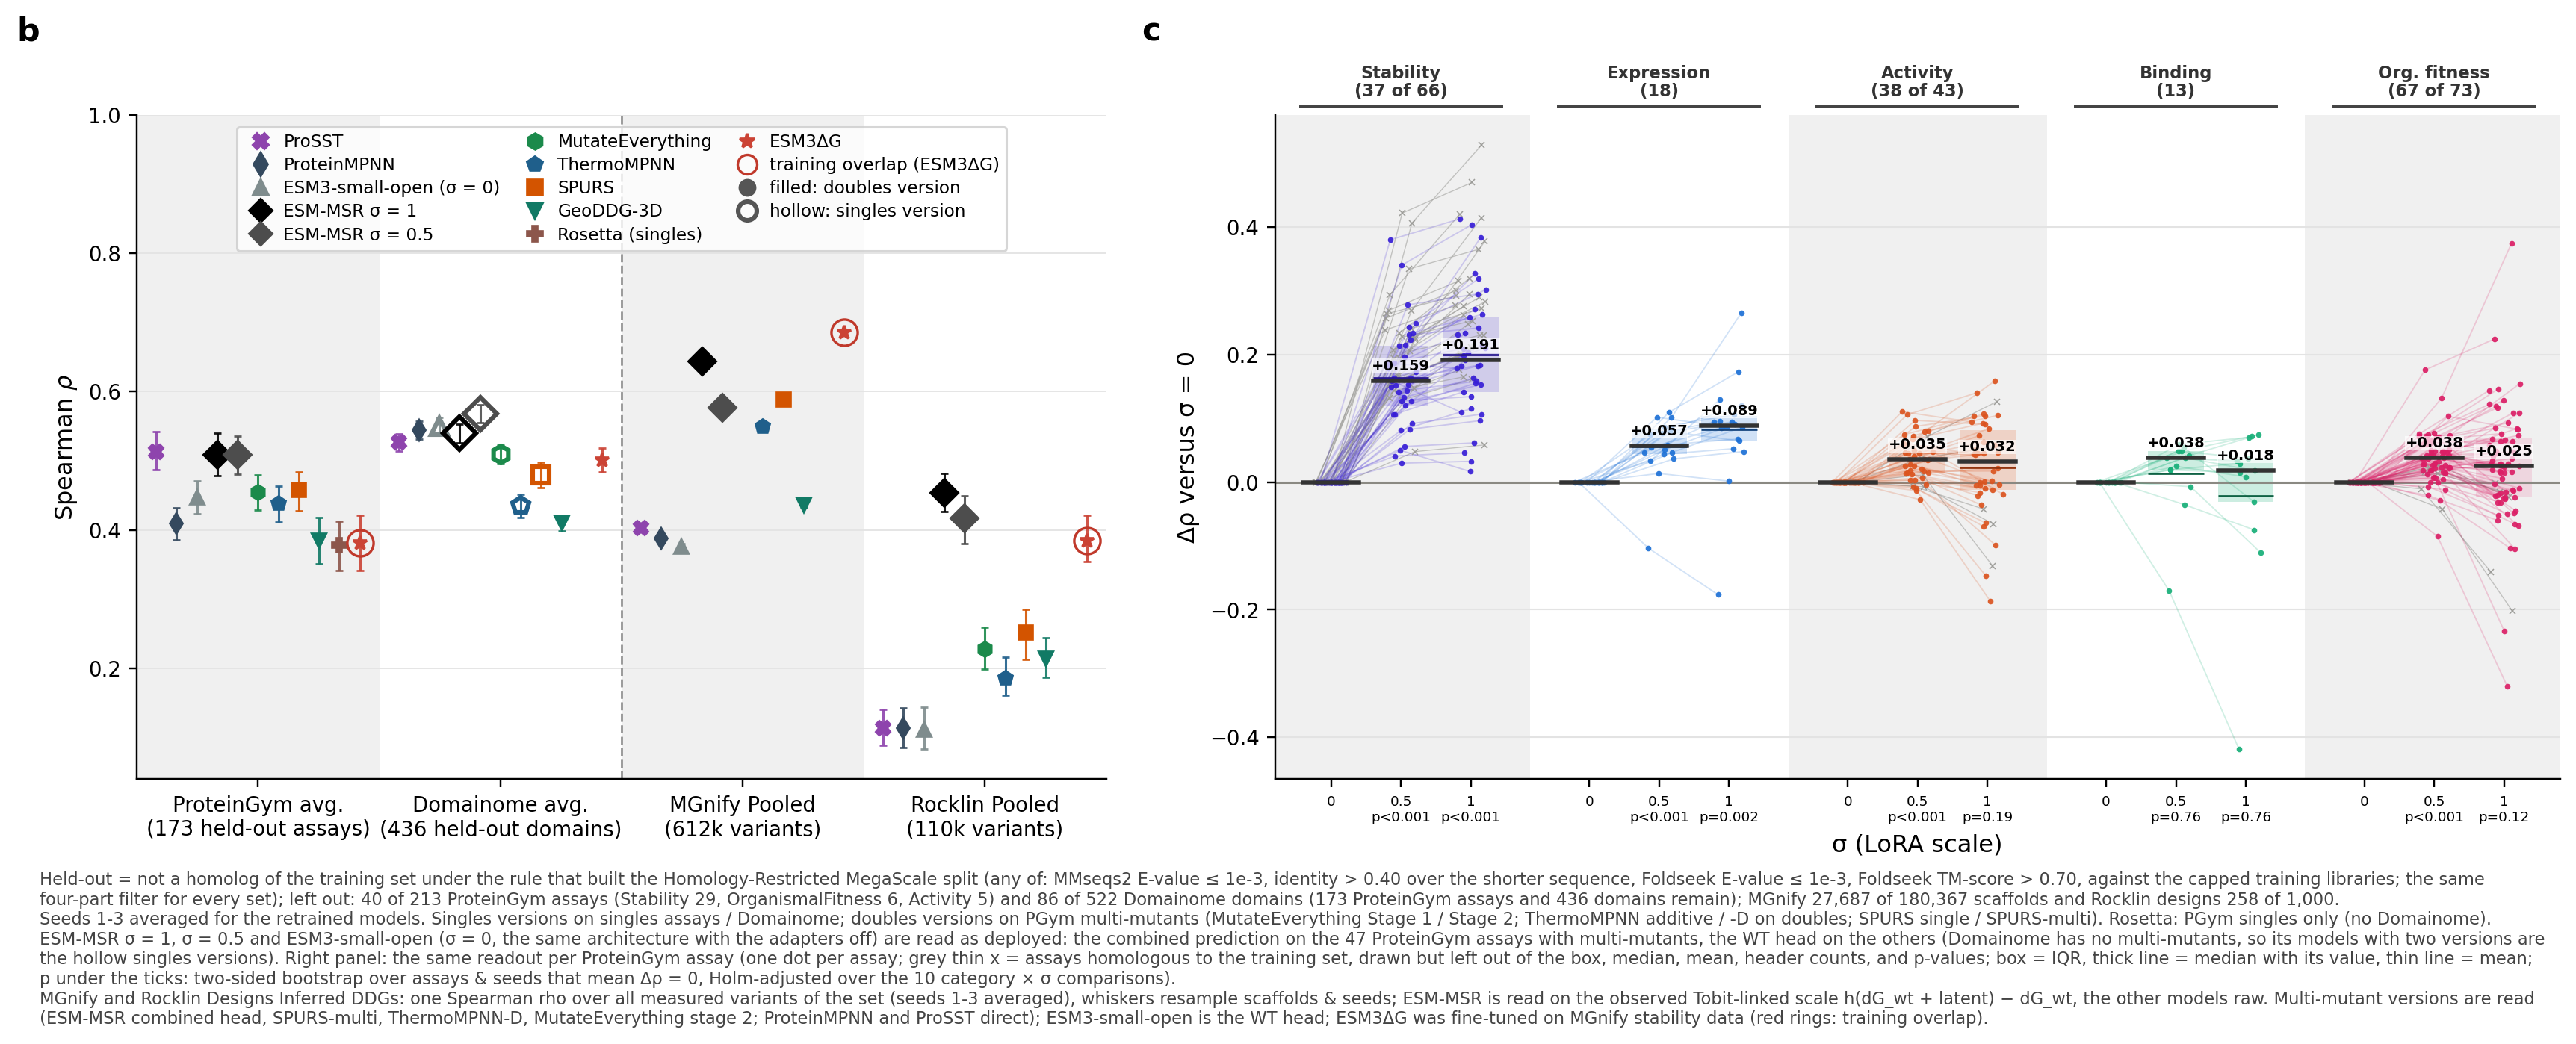 b
Spearman ρ
1.0
0.8
0.6
0.4
0.2
ProSST
ProteinMPNN
ESM3-small-open (σ = 0)
ESM-MSR σ = 1
ESM-MSR σ = 0.5
MutateEverything
ThermoMPNN
SPURS
GeoDDG-3D
Rosetta (singles)
ESM3ΔG
training overlap (ESM3ΔG)
filled: doubles version
hollow: singles version
ProteinGym avg.
(173 held-out assays)
Domainome avg.
(436 held-out domains)
MGnify Pooled
(612k variants)
Rocklin Pooled
(110k variants)
c
Stability
(37 of 66)
Expression
(18)
Activity
(38 of 43)
Binding
(13)
Org. fitness
(67 of 73)
Δρ versus σ = 0
0.4
0.2
0.0
−0.2
−0.4
+0.159
+0.191
+0.057
+0.089
+0.035
+0.032
+0.038
+0.018
+0.038
+0.025
0 0.5 1
p<0.001 p<0.001
0 0.5 1
p<0.001 p=0.002
0 0.5 1
p<0.001 p=0.19
0 0.5 1
p=0.76 p=0.76
0 0.5 1
p<0.001 p=0.12
σ (LoRA scale)
Held-out = not a homolog of the training set under the rule that built the Homology-Restricted MegaScale split (any of: MMseqs2 E-value ≤ 1e-3, identity > 0.40 over the shorter sequence, Foldseek E-value ≤ 1e-3, Foldseek TM-score > 0.70, against the capped training libraries; the same
four-part filter for every set); left out: 40 of 213 ProteinGym assays (Stability 29, OrganismalFitness 6, Activity 5) and 86 of 522 Domainome domains (173 ProteinGym assays and 436 domains remain); MGnify 27,687 of 180,367 scaffolds and Rocklin designs 258 of 1,000.
Seeds 1-3 averaged for the retrained models. Singles versions on singles assays / Domainome; doubles versions on PGym multi-mutants (MutateEverything Stage 1 / Stage 2; ThermoMPNN additive / -D on doubles; SPURS single / SPURS-multi). Rosetta: PGym singles only (no Domainome).
ESM-MSR σ = 1, σ = 0.5 and ESM3-small-open (σ = 0, the same architecture with the adapters off) are read as deployed: the combined prediction on the 47 ProteinGym assays with multi-mutants, the WT head on the others (Domainome has no multi-mutants, so its models with two versions are
the hollow singles versions). Right panel: the same readout per ProteinGym assay (one dot per assay; grey thin x = assays homologous to the training set, drawn but left out of the box, median, mean, header counts, and p-values; box = IQR, thick line = median with its value, thin line = mean;
p under the ticks: two-sided bootstrap over assays & seeds that mean Δρ = 0, Holm-adjusted over the 10 category × σ comparisons).
MGnify and Rocklin Designs Inferred DDGs: one Spearman rho over all measured variants of the set (seeds 1-3 averaged), whiskers resample scaffolds & seeds; ESM-MSR is read on the observed Tobit-linked scale h(dG_wt + latent) − dG_wt, the other models raw. Multi-mutant versions are read
(ESM-MSR combined head, SPURS-multi, ThermoMPNN-D, MutateEverything stage 2; ProteinMPNN and ProSST direct); ESM3-small-open is the WT head; ESM3ΔG was fine-tuned on MGnify stability data (red rings: training overlap).